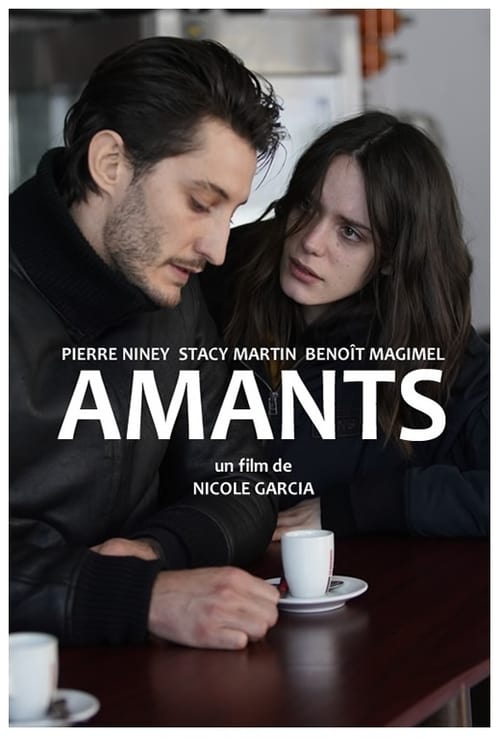 PIERRE NINEY STACY MARTIN BENOÎT MAGIMEL
AMANTS
un film de
NICOLE GARCIA